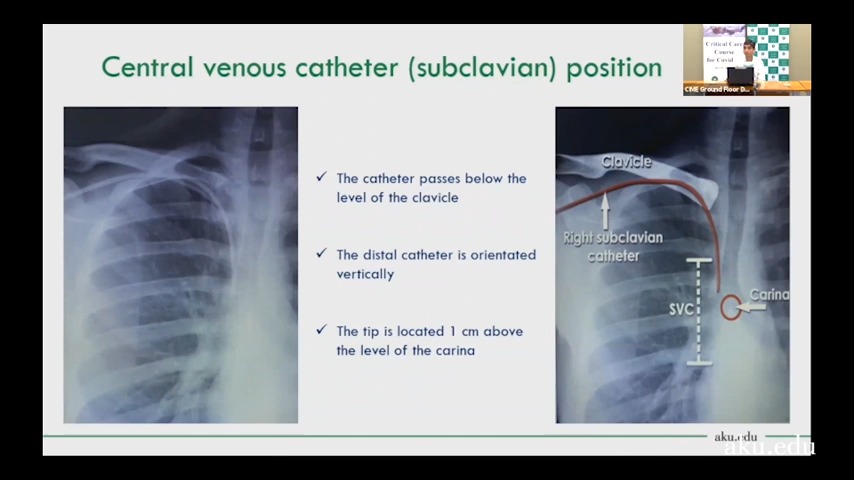 Central venous catheter (subclavian) position
Critical Care
Course
for Covid
CIME Ground Floor D...
✓ The catheter passes below the
level of the clavicle
✓ The distal catheter is orientated
vertically
✓ The tip is located 1 cm above
the level of the carina
Clavicle
Right subclavian
catheter
SVC
Carina
aku.edu
aku.edu